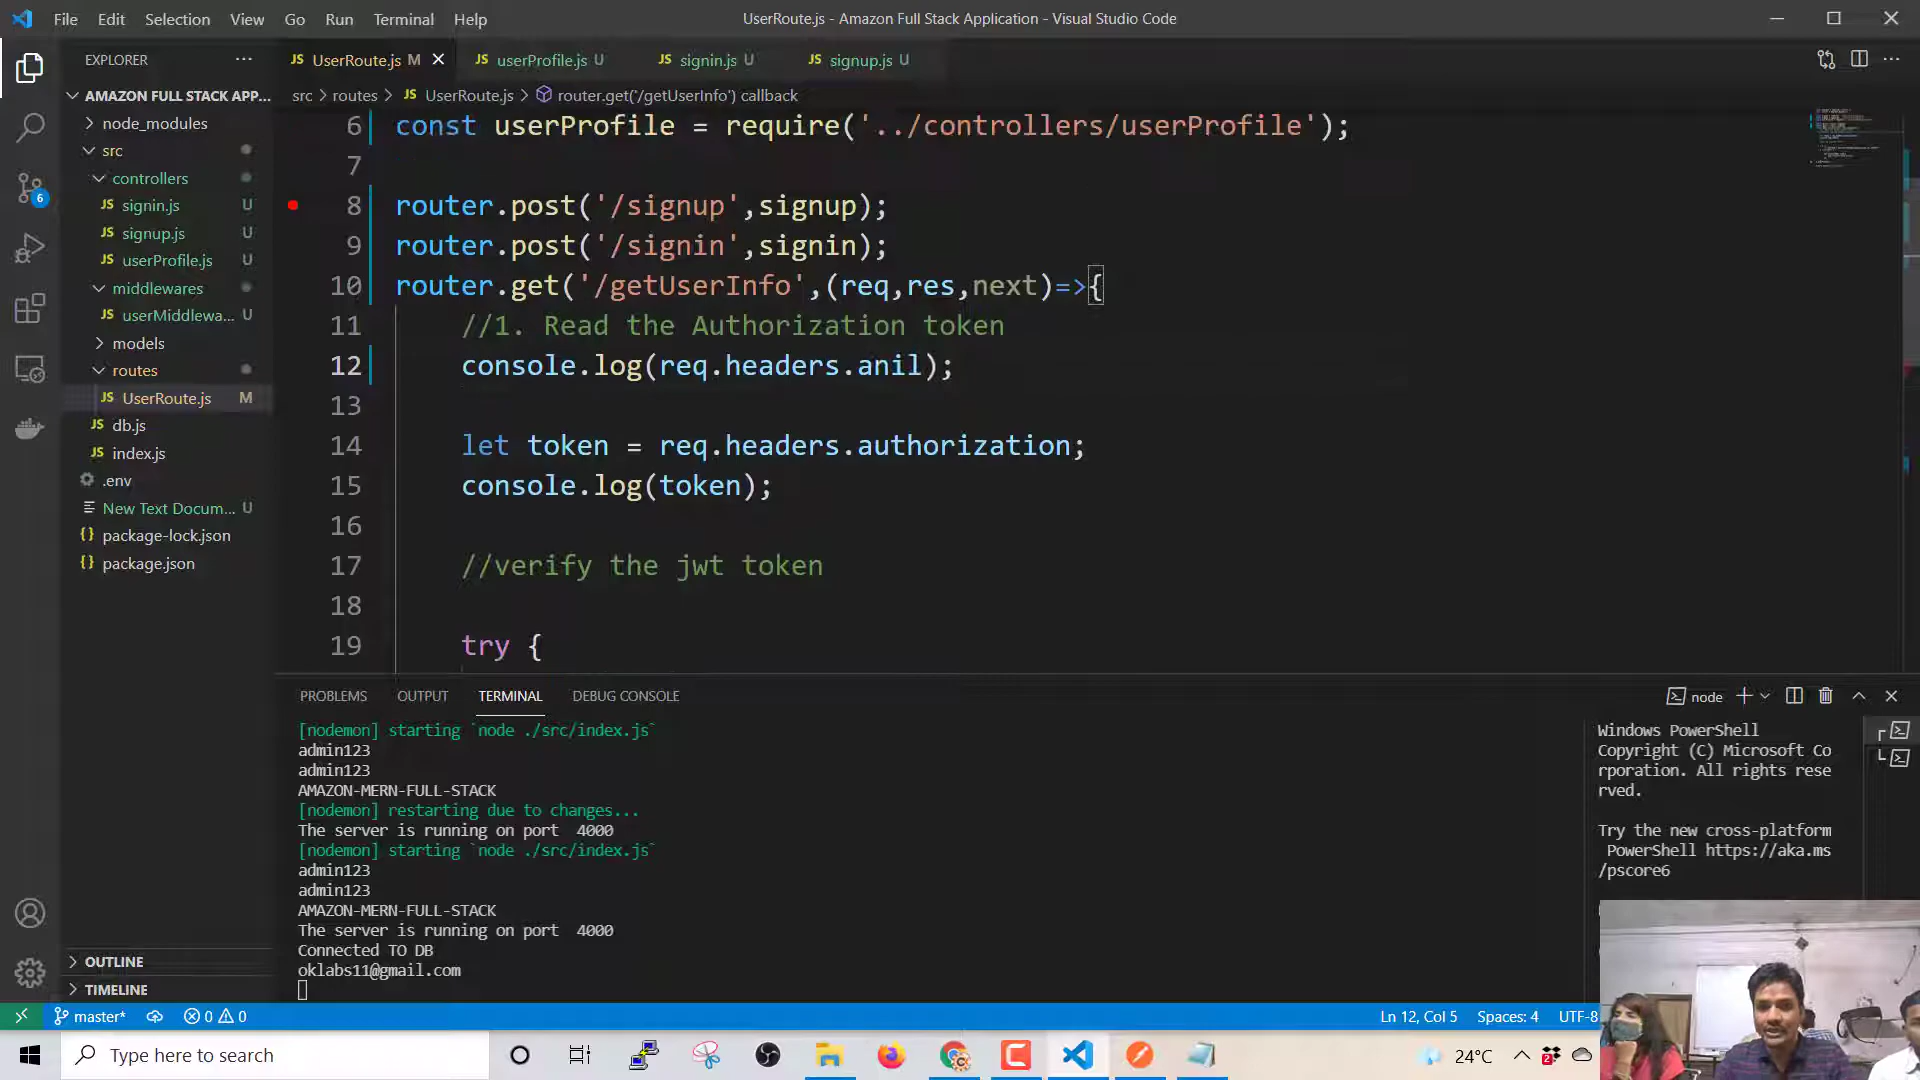 File Edit Selection View Go Run Terminal Help
UserRoute.js - Amazon Full Stack Application - Visual Studio Code
EXPLORER
AMAZON FULL STACK APP...
node_modules
src
controllers
JS signin.js U
JS signup.js U
JS userProfile.js U
middlewares
JS userMiddlewa... U
models
routes
JS UserRoute.js M
JS db.js
JS index.js
.env
New Text Docum... U
{} package-lock.json
{} package.json
OUTLINE
TIMELINE
6
JS UserRoute.js M
JS userProfile.js U
JS signin.js U
JS signup.js U
src > routes > JS UserRoute.js > router.get('/getUserInfo') callback
6 const userProfile = require('../controllers/userProfile');
7
8 router.post('/signup',signup);
9 router.post('/signin',signin);
10 router.get('/getUserInfo',(req,res,next)=>{
11 //1. Read the Authorization token
12 console.log(req.headers.anil);
13
14 let token = req.headers.authorization;
15 console.log(token);
16
17 //verify the jwt token
18
19 try {
PROBLEMS OUTPUT TERMINAL DEBUG CONSOLE
node
[nodemon] starting `node ./src/index.js`
admin123
admin123
AMAZON-MERN-FULL-STACK
[nodemon] restarting due to changes...
The server is running on port 4000
[nodemon] starting `node ./src/index.js`
admin123
admin123
AMAZON-MERN-FULL-STACK
The server is running on port 4000
Connected TO DB
oklabs11@gmail.com
Windows PowerShell
Copyright (C) Microsoft Co
rporation. All rights rese
rved.
Try the new cross-platform
PowerShell https://aka.ms
/pscore6
master* 0 0
Ln 12, Col 5 Spaces: 4 UTF-8
Type here to search
24°C
2